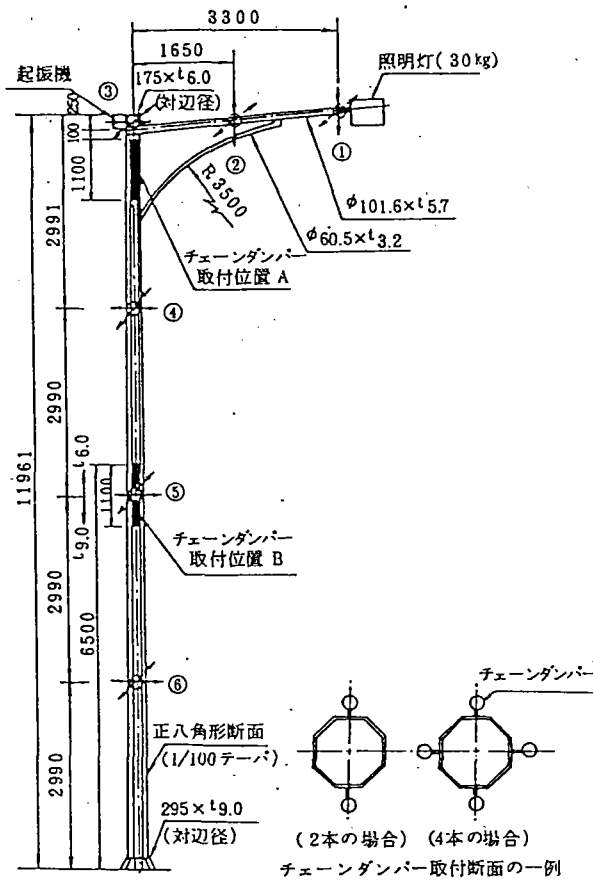 3300
1650
起振機
③
175×t6.0
(対辺径)
照明灯(30kg)
250
100
1100
②
①
R3500
φ101.6×t5.7
φ60.5×t3.2
チェーンダンパー
取付位置 A
2991
④
2990
11961
t6.0
1100
⑤
t9.0
チェーンダンパー
取付位置 B
2990
6500
⑥
チェーンダンパー
正八角形断面
(1/100テーパ)
2990
295×t9.0
(対辺径)
(2本の場合)
(4本の場合)
チェーンダンパー取付断面の一例